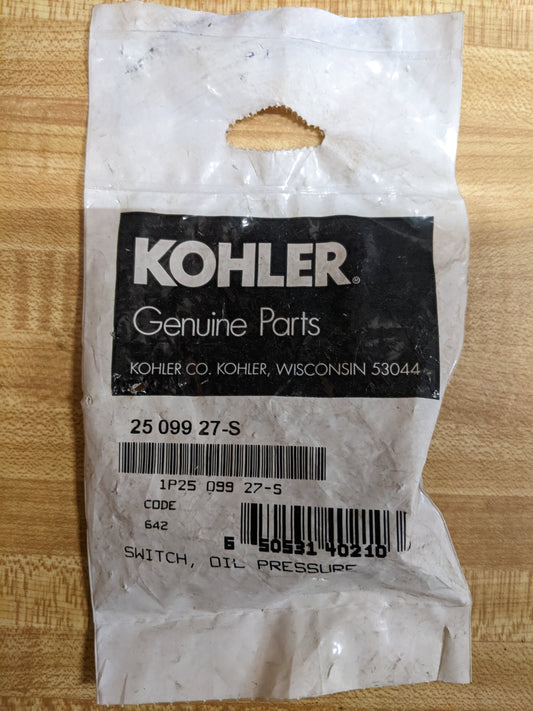 KOHLER®
Genuine Parts
KOHLER CO. KOHLER, WISCONSIN 53044
25 099 27-S
1P25 099 27-S
CODE
642
6 50531 40210
SWITCH, OIL PRESSURE